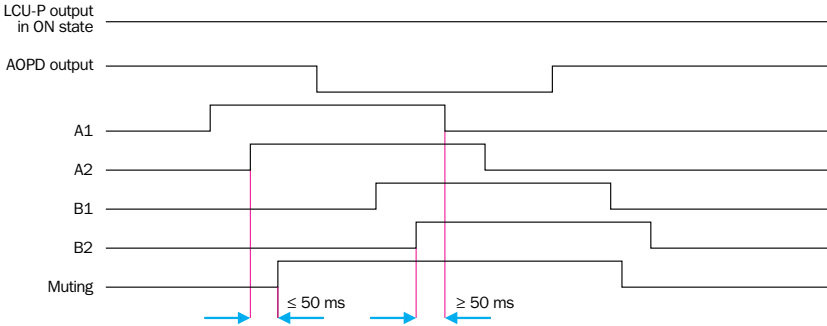 LCU-P output
in ON state
AOPD output
A1
A2
B1
B2
Muting
≤ 50 ms
≥ 50 ms